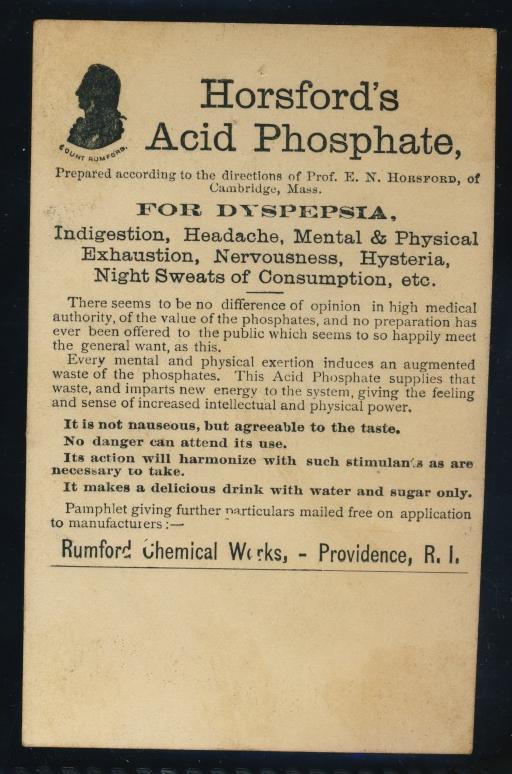 COUNT RUMFORD.
Horsford's
Acid Phosphate,
Prepared according to the directions of Prof. E. N. HORSFORD, of
Cambridge, Mass.
FOR DYSPEPSIA,
Indigestion, Headache, Mental & Physical
Exhaustion, Nervousness, Hysteria,
Night Sweats of Consumption, etc.
There seems to be no difference of opinion in high medical
authority, of the value of the phosphates, and no preparation has
ever been offered to the public which seems to so happily meet
the general want, as this.
Every mental and physical exertion induces an augmented
waste of the phosphates. This Acid Phosphate supplies that
waste, and imparts new energy to the system, giving the feeling
and sense of increased intellectual and physical power.
It is not nauseous, but agreeable to the taste.
No danger can attend its use.
Its action will harmonize with such stimulants as are
necessary to take.
It makes a delicious drink with water and sugar only.
Pamphlet giving further particulars mailed free on application
to manufacturers:—
Rumford Chemical Works, - Providence, R. I.